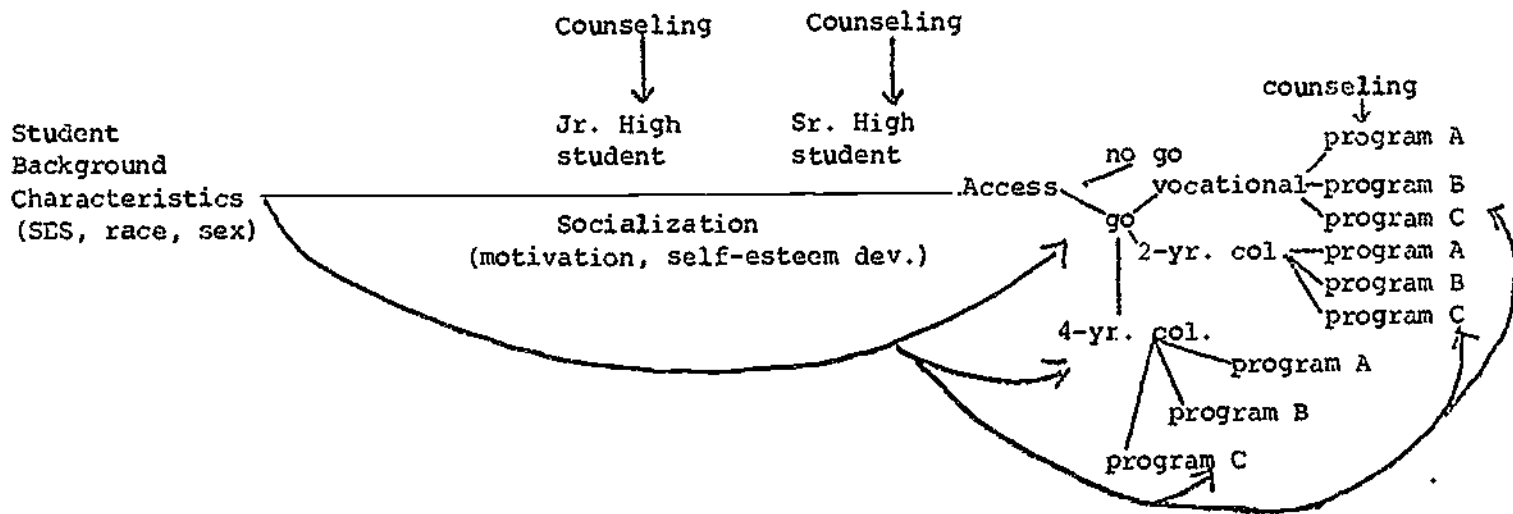 Counseling
Counseling
counseling
Student
Background
Characteristics
(SES, race, sex)
Jr. High
student
Sr. High
student
Socialization
(motivation, self-esteem dev.)
Access
no go
go
vocational
program A
program B
program C
2-yr. col.
program A
program B
program C
4-yr. col.
program A
program B
program C